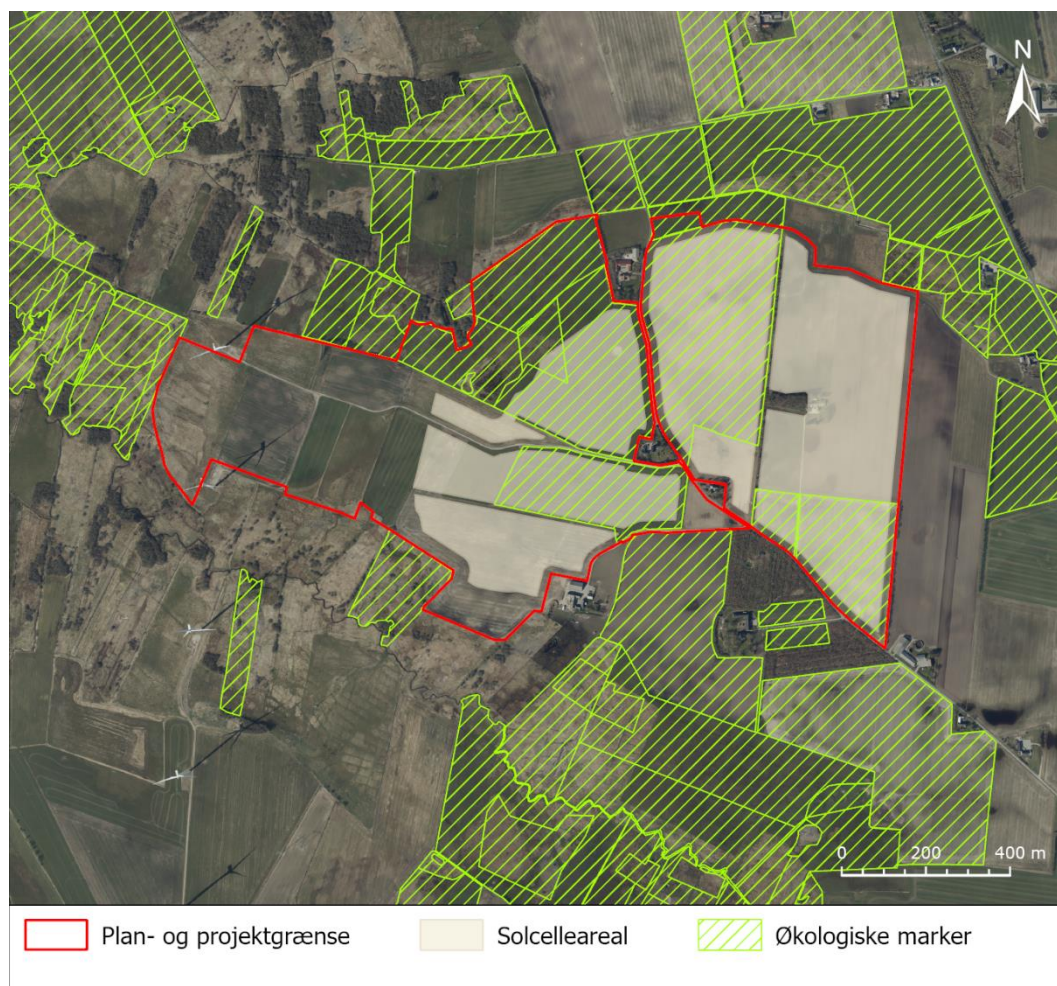 N
0 200 400 m
Plan- og projektgrænse
Solcelleareal
Økologiske marker